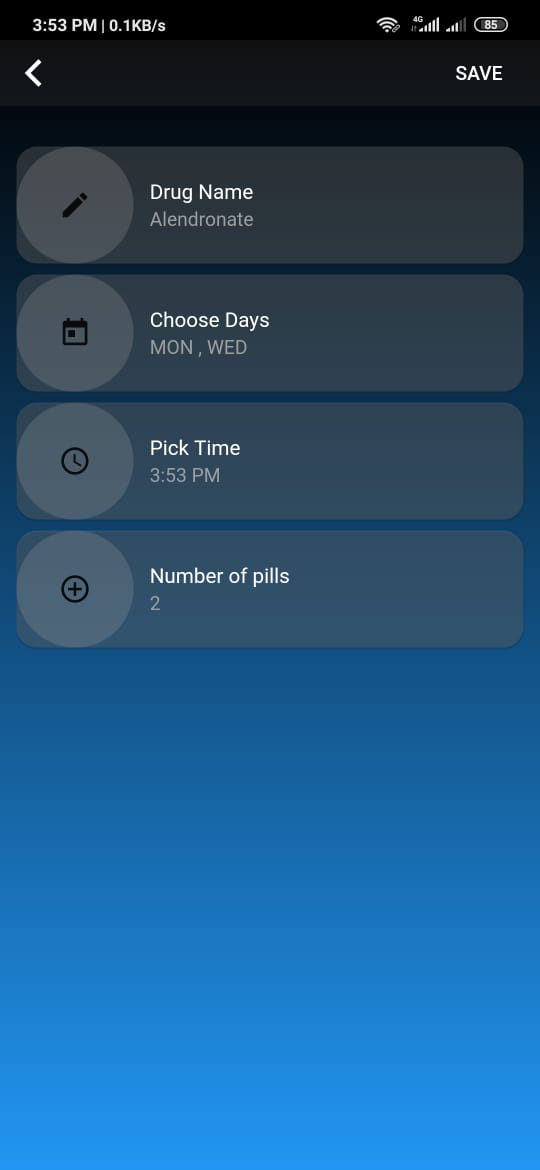 3:53 PM | 0.1KB/s 4G 85
SAVE
Drug Name
Alendronate
Choose Days
MON , WED
Pick Time
3:53 PM
Number of pills
2